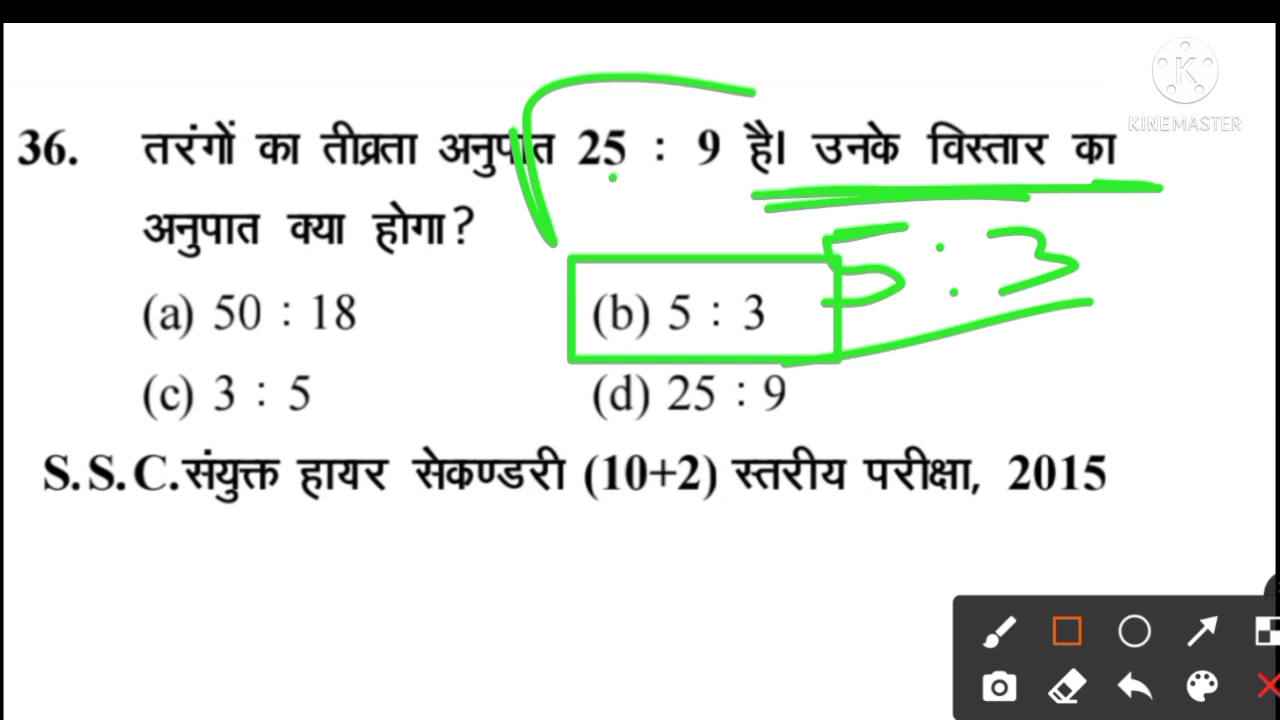 KINEMASTER
36. तरंगों का तीव्रता अनुपात 25 : 9 है। उनके विस्तार का
अनुपात क्या होगा?
5 : 3
(a) 50 : 18 (b) 5 : 3
(c) 3 : 5 (d) 25 : 9
S.S.C.संयुक्त हायर सेकण्डरी (10+2) स्तरीय परीक्षा, 2015